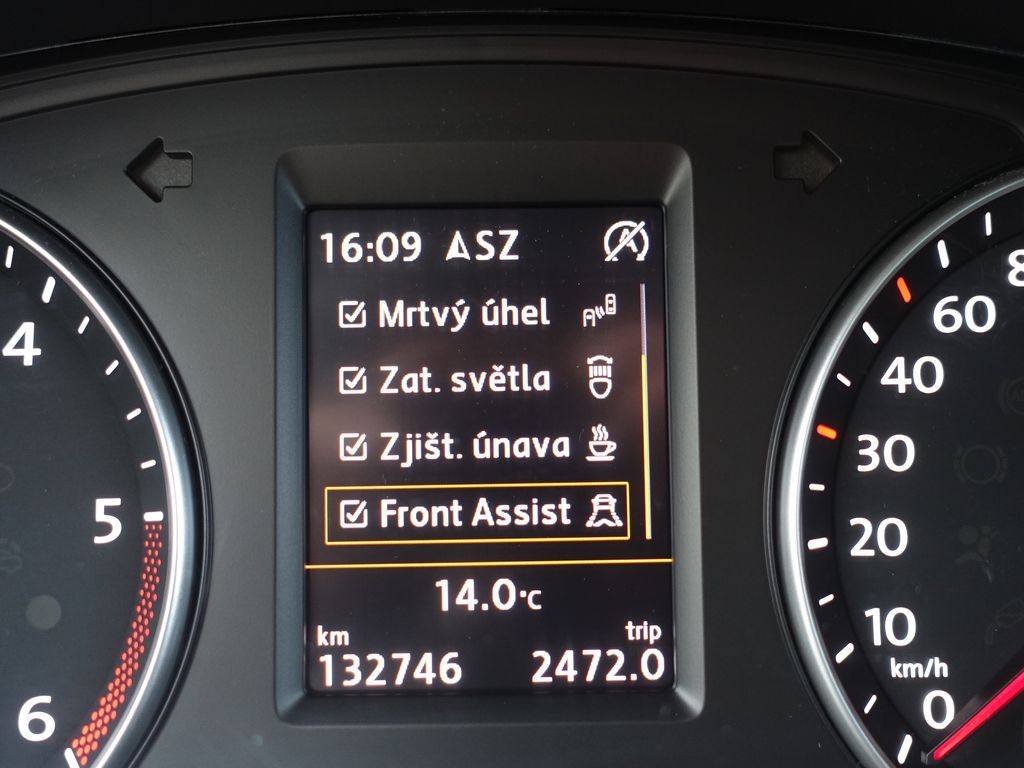 16:09 ASZ
Mrtvý úhel
Zat. světla
Zjišt. únava
Front Assist
14.0°C
km
trip
132746
2472.0
4
5
6
60
40
30
20
10
km/h
0